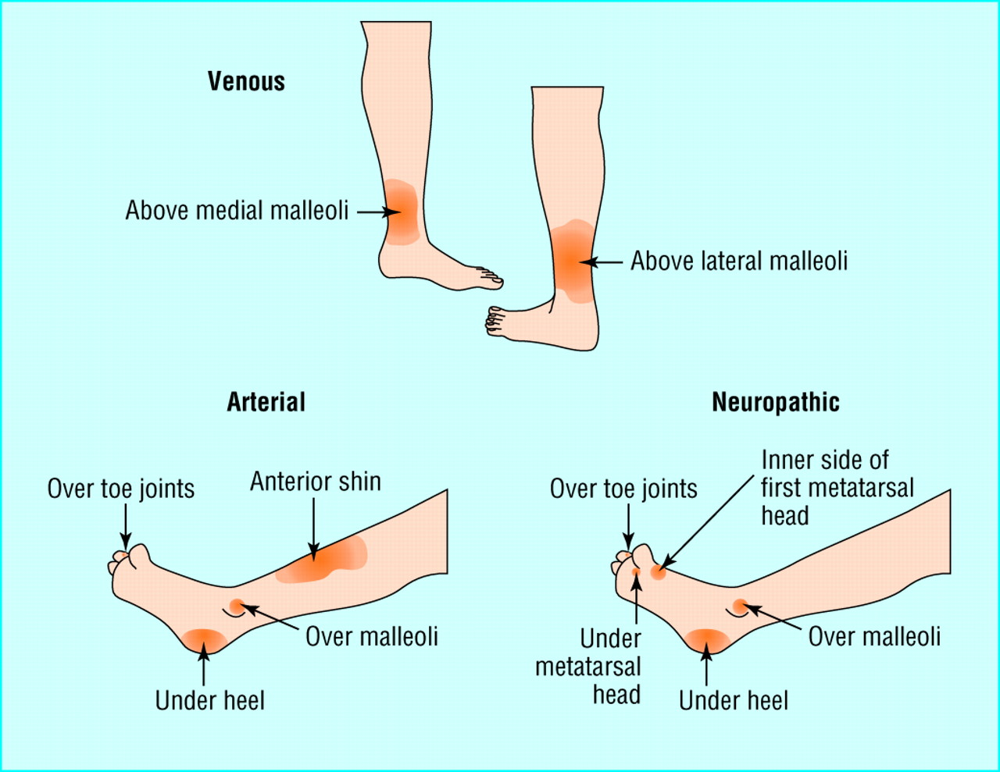 Venous
Above medial malleoli
Above lateral malleoli
Arterial
Over toe joints
Anterior shin
Over malleoli
Under heel
Neuropathic
Over toe joints
Inner side of
first metatarsal
head
Under
metatarsal
head
Over malleoli
Under heel